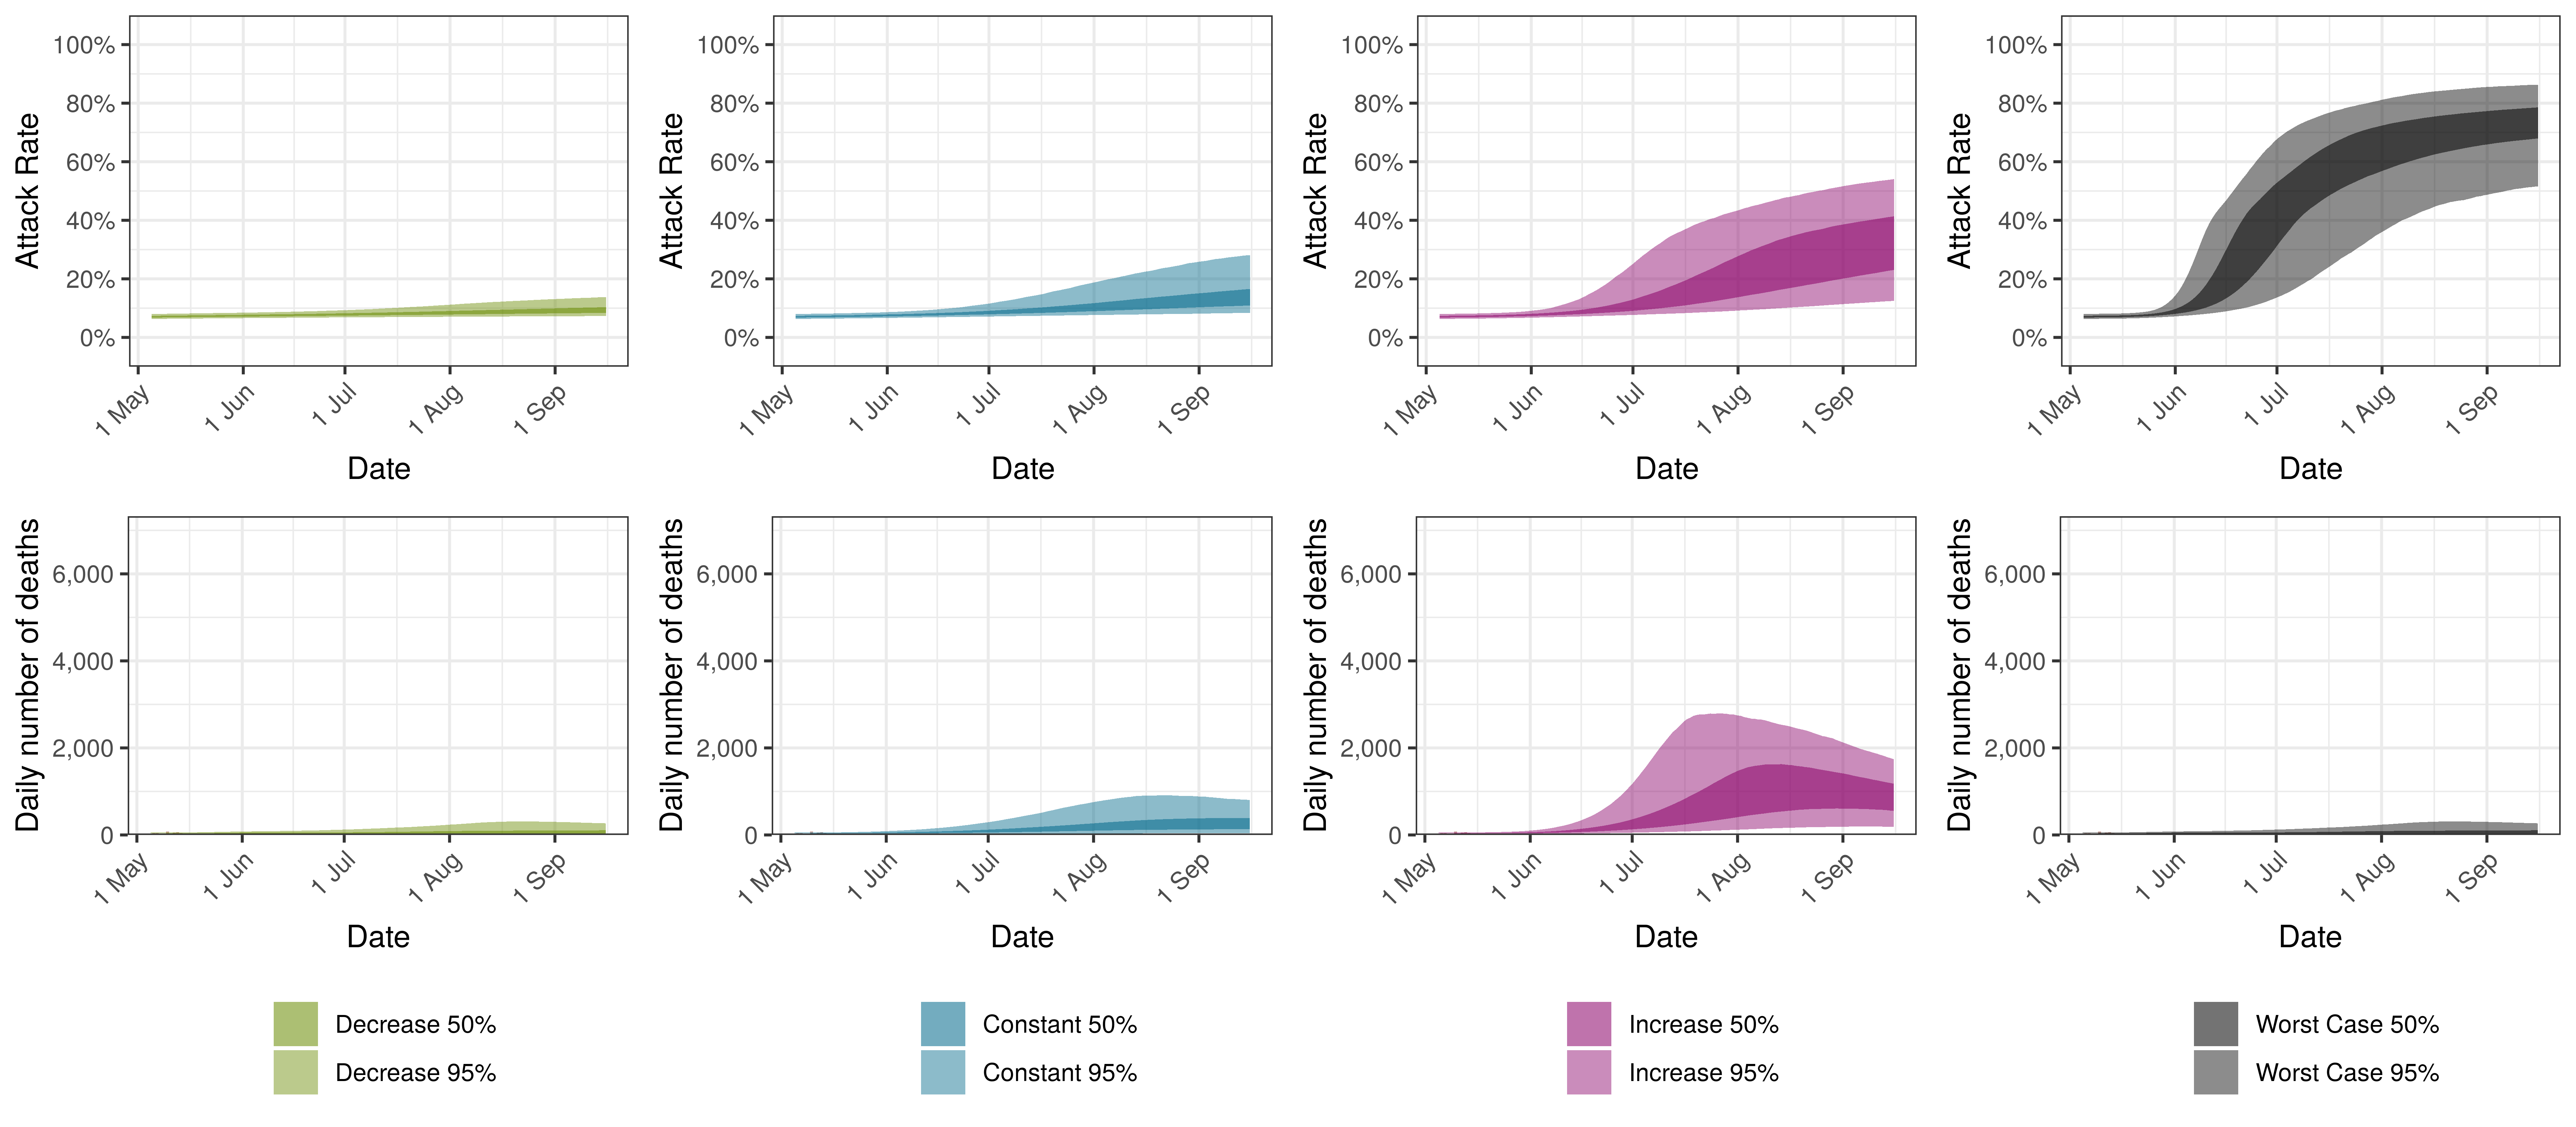 100%
80%
60%
40%
20%
0%
Attack Rate
1 May
1 Jun
1 Jul
1 Aug
1 Sep
Date
100%
80%
60%
40%
20%
0%
Attack Rate
1 May
1 Jun
1 Jul
1 Aug
1 Sep
Date
100%
80%
60%
40%
20%
0%
Attack Rate
1 May
1 Jun
1 Jul
1 Aug
1 Sep
Date
100%
80%
60%
40%
20%
0%
Attack Rate
1 May
1 Jun
1 Jul
1 Aug
1 Sep
Date
6,000
4,000
2,000
0
Daily number of deaths
1 May
1 Jun
1 Jul
1 Aug
1 Sep
Date
6,000
4,000
2,000
0
Daily number of deaths
1 May
1 Jun
1 Jul
1 Aug
1 Sep
Date
6,000
4,000
2,000
0
Daily number of deaths
1 May
1 Jun
1 Jul
1 Aug
1 Sep
Date
6,000
4,000
2,000
0
Daily number of deaths
1 May
1 Jun
1 Jul
1 Aug
1 Sep
Date
Decrease 50%
Decrease 95%
Constant 50%
Constant 95%
Increase 50%
Increase 95%
Worst Case 50%
Worst Case 95%